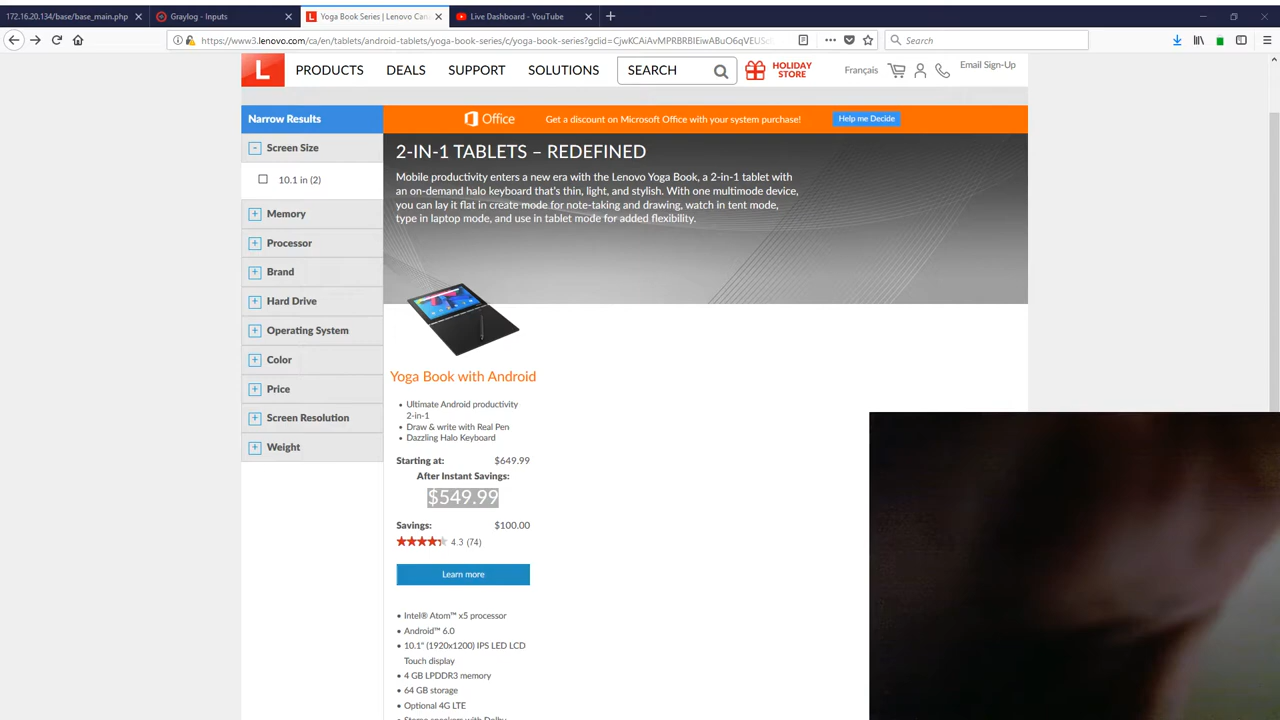 172.16.20.134/base/base_main.php
Graylog - Inputs
Yoga Book Series | Lenovo Can
Live Dashboard - YouTube
https://www3.lenovo.com/ca/en/tablets/android-tablets/yoga-book-series/c/yoga-book-series?gclid=CjwKCAiAvMPRBRBIEiwABuO6qVEUS
Search
L
PRODUCTS
DEALS
SUPPORT
SOLUTIONS
SEARCH
HOLIDAY
STORE
Français
Email Sign-Up
Narrow Results
Screen Size
10.1 in (2)
Memory
Processor
Brand
Hard Drive
Operating System
Color
Price
Screen Resolution
Weight
Office
Get a discount on Microsoft Office with your system purchase!
Help me Decide
2-IN-1 TABLETS – REDEFINED
Mobile productivity enters a new era with the Lenovo Yoga Book, a 2-in-1 tablet with
an on-demand halo keyboard that's thin, light, and stylish. With one multimode device,
you can lay it flat in create mode for note-taking and drawing, watch in tent mode,
type in laptop mode, and use in tablet mode for added flexibility.
Yoga Book with Android
• Ultimate Android productivity
2-in-1
• Draw & write with Real Pen
• Dazzling Halo Keyboard
Starting at: $649.99
After Instant Savings:
$549.99
Savings: $100.00
4.3 (74)
Learn more
• Intel® Atom™ x5 processor
• Android™ 6.0
• 10.1" (1920x1200) IPS LED LCD
Touch display
• 4 GB LPDDR3 memory
• 64 GB storage
• Optional 4G LTE
• Stereo speakers with Dolby